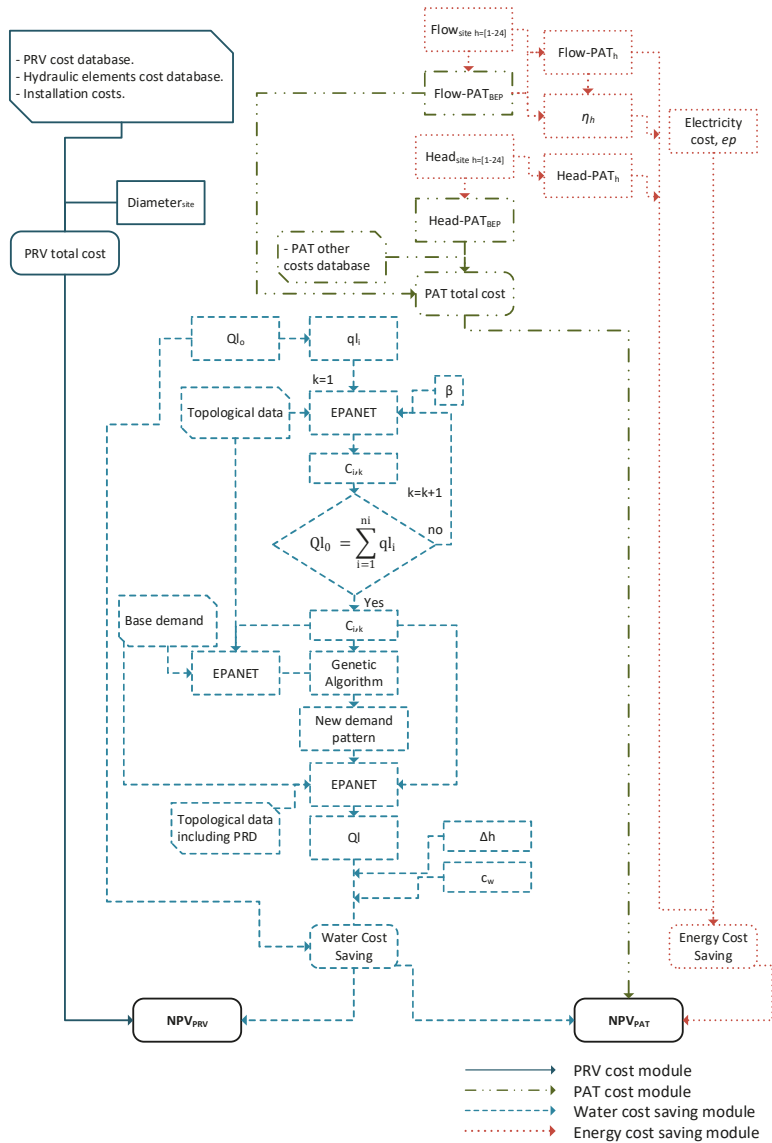 - PRV cost database.
- Hydraulic elements cost database.
- Installation costs.
Diameter_site
PRV total cost
Flow_site h=[1-24]
Flow-PAT_h
Flow-PAT_BEP
η_h
Electricity
cost, ep
Head_site h=[1-24]
Head-PAT_h
Head-PAT_BEP
- PAT other
costs database
PAT total cost
Ql_o
ql_i
k=1
β
Topological data
EPANET
C_i,k
k=k+1
Ql_0 = ∑_{i=1}^{ni} ql_i
no
Yes
Base demand
C_i,k
EPANET
Genetic
Algorithm
New demand
pattern
EPANET
Topological data
including PRD
Ql
Δh
c_w
Water Cost
Saving
Energy Cost
Saving
NPV_PRV
NPV_PAT
PRV cost module
PAT cost module
Water cost saving module
Energy cost saving module